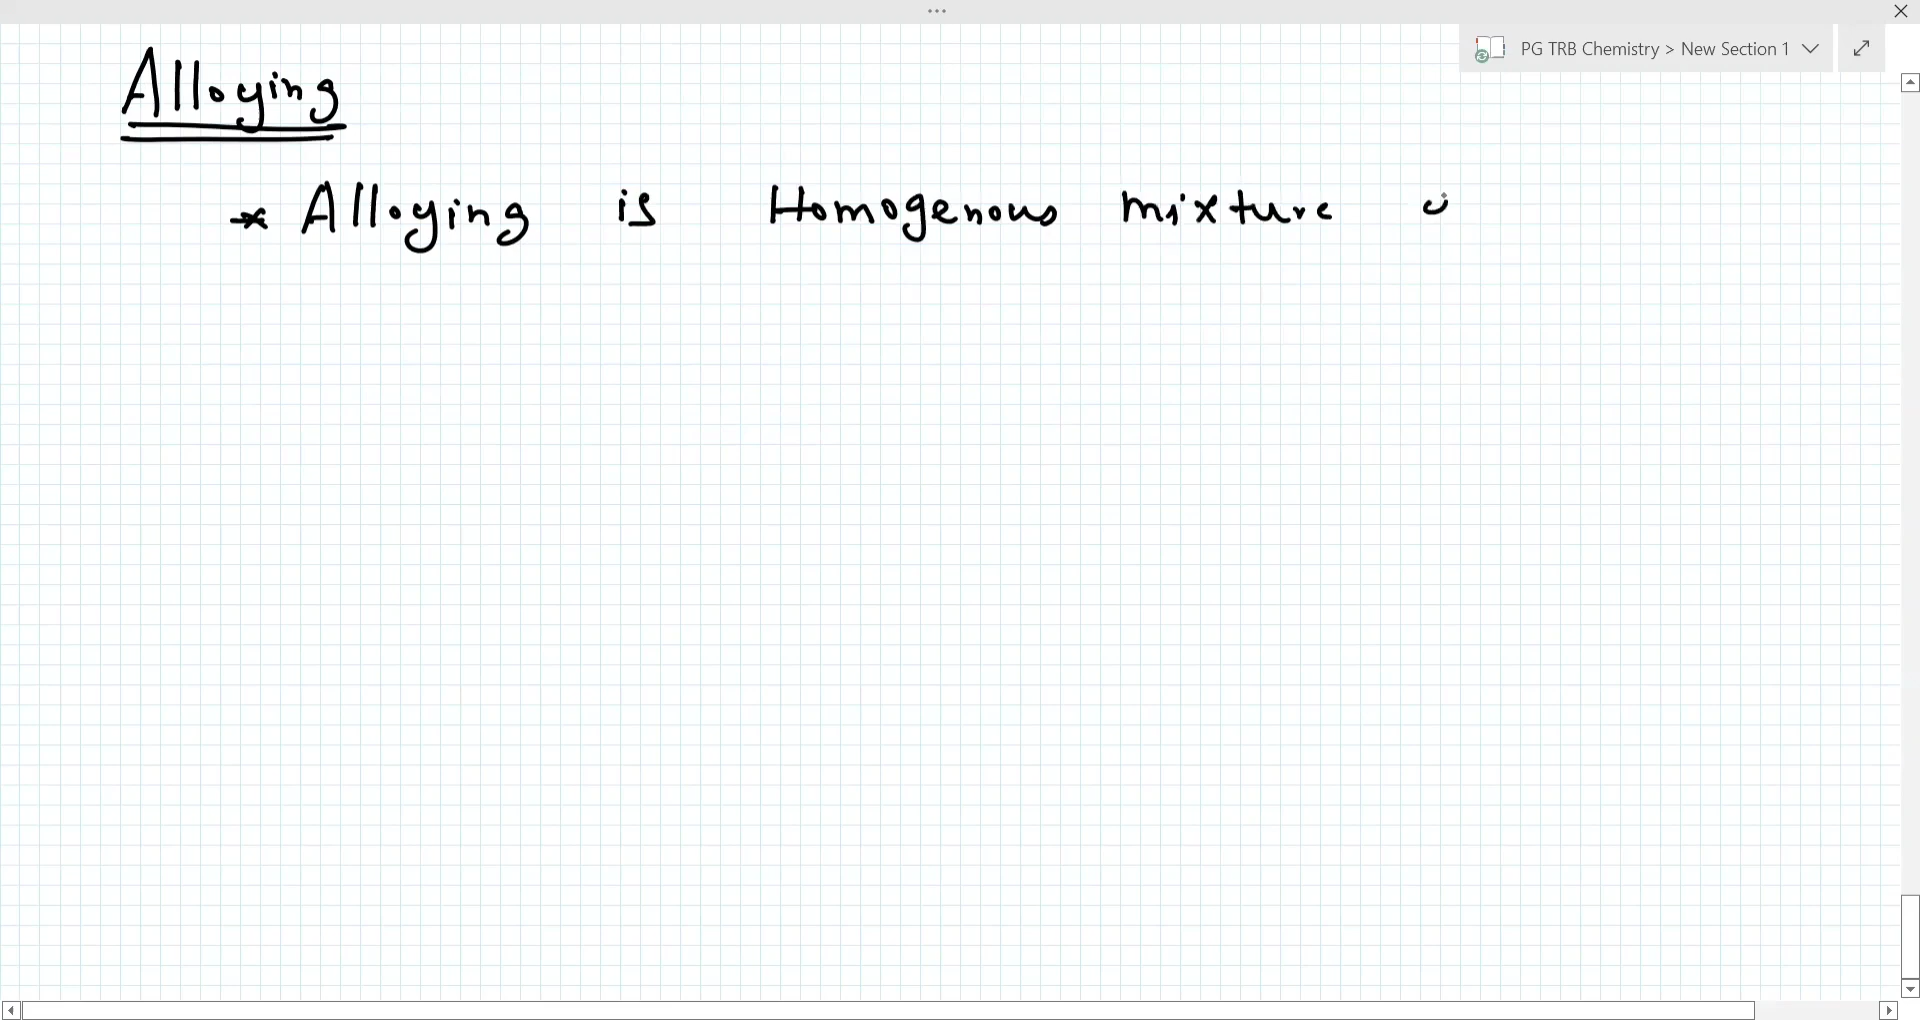 PG TRB Chemistry > New Section 1
Alloying
* Alloying is Homogenous mixture